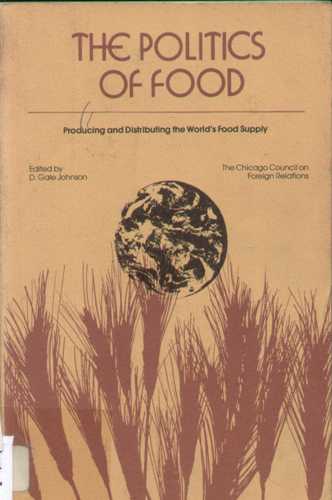 THE POLITICS
OF FOOD
Producing and Distributing the World's Food Supply
Edited by
D. Gale Johnson
The Chicago Council on
Foreign Relations